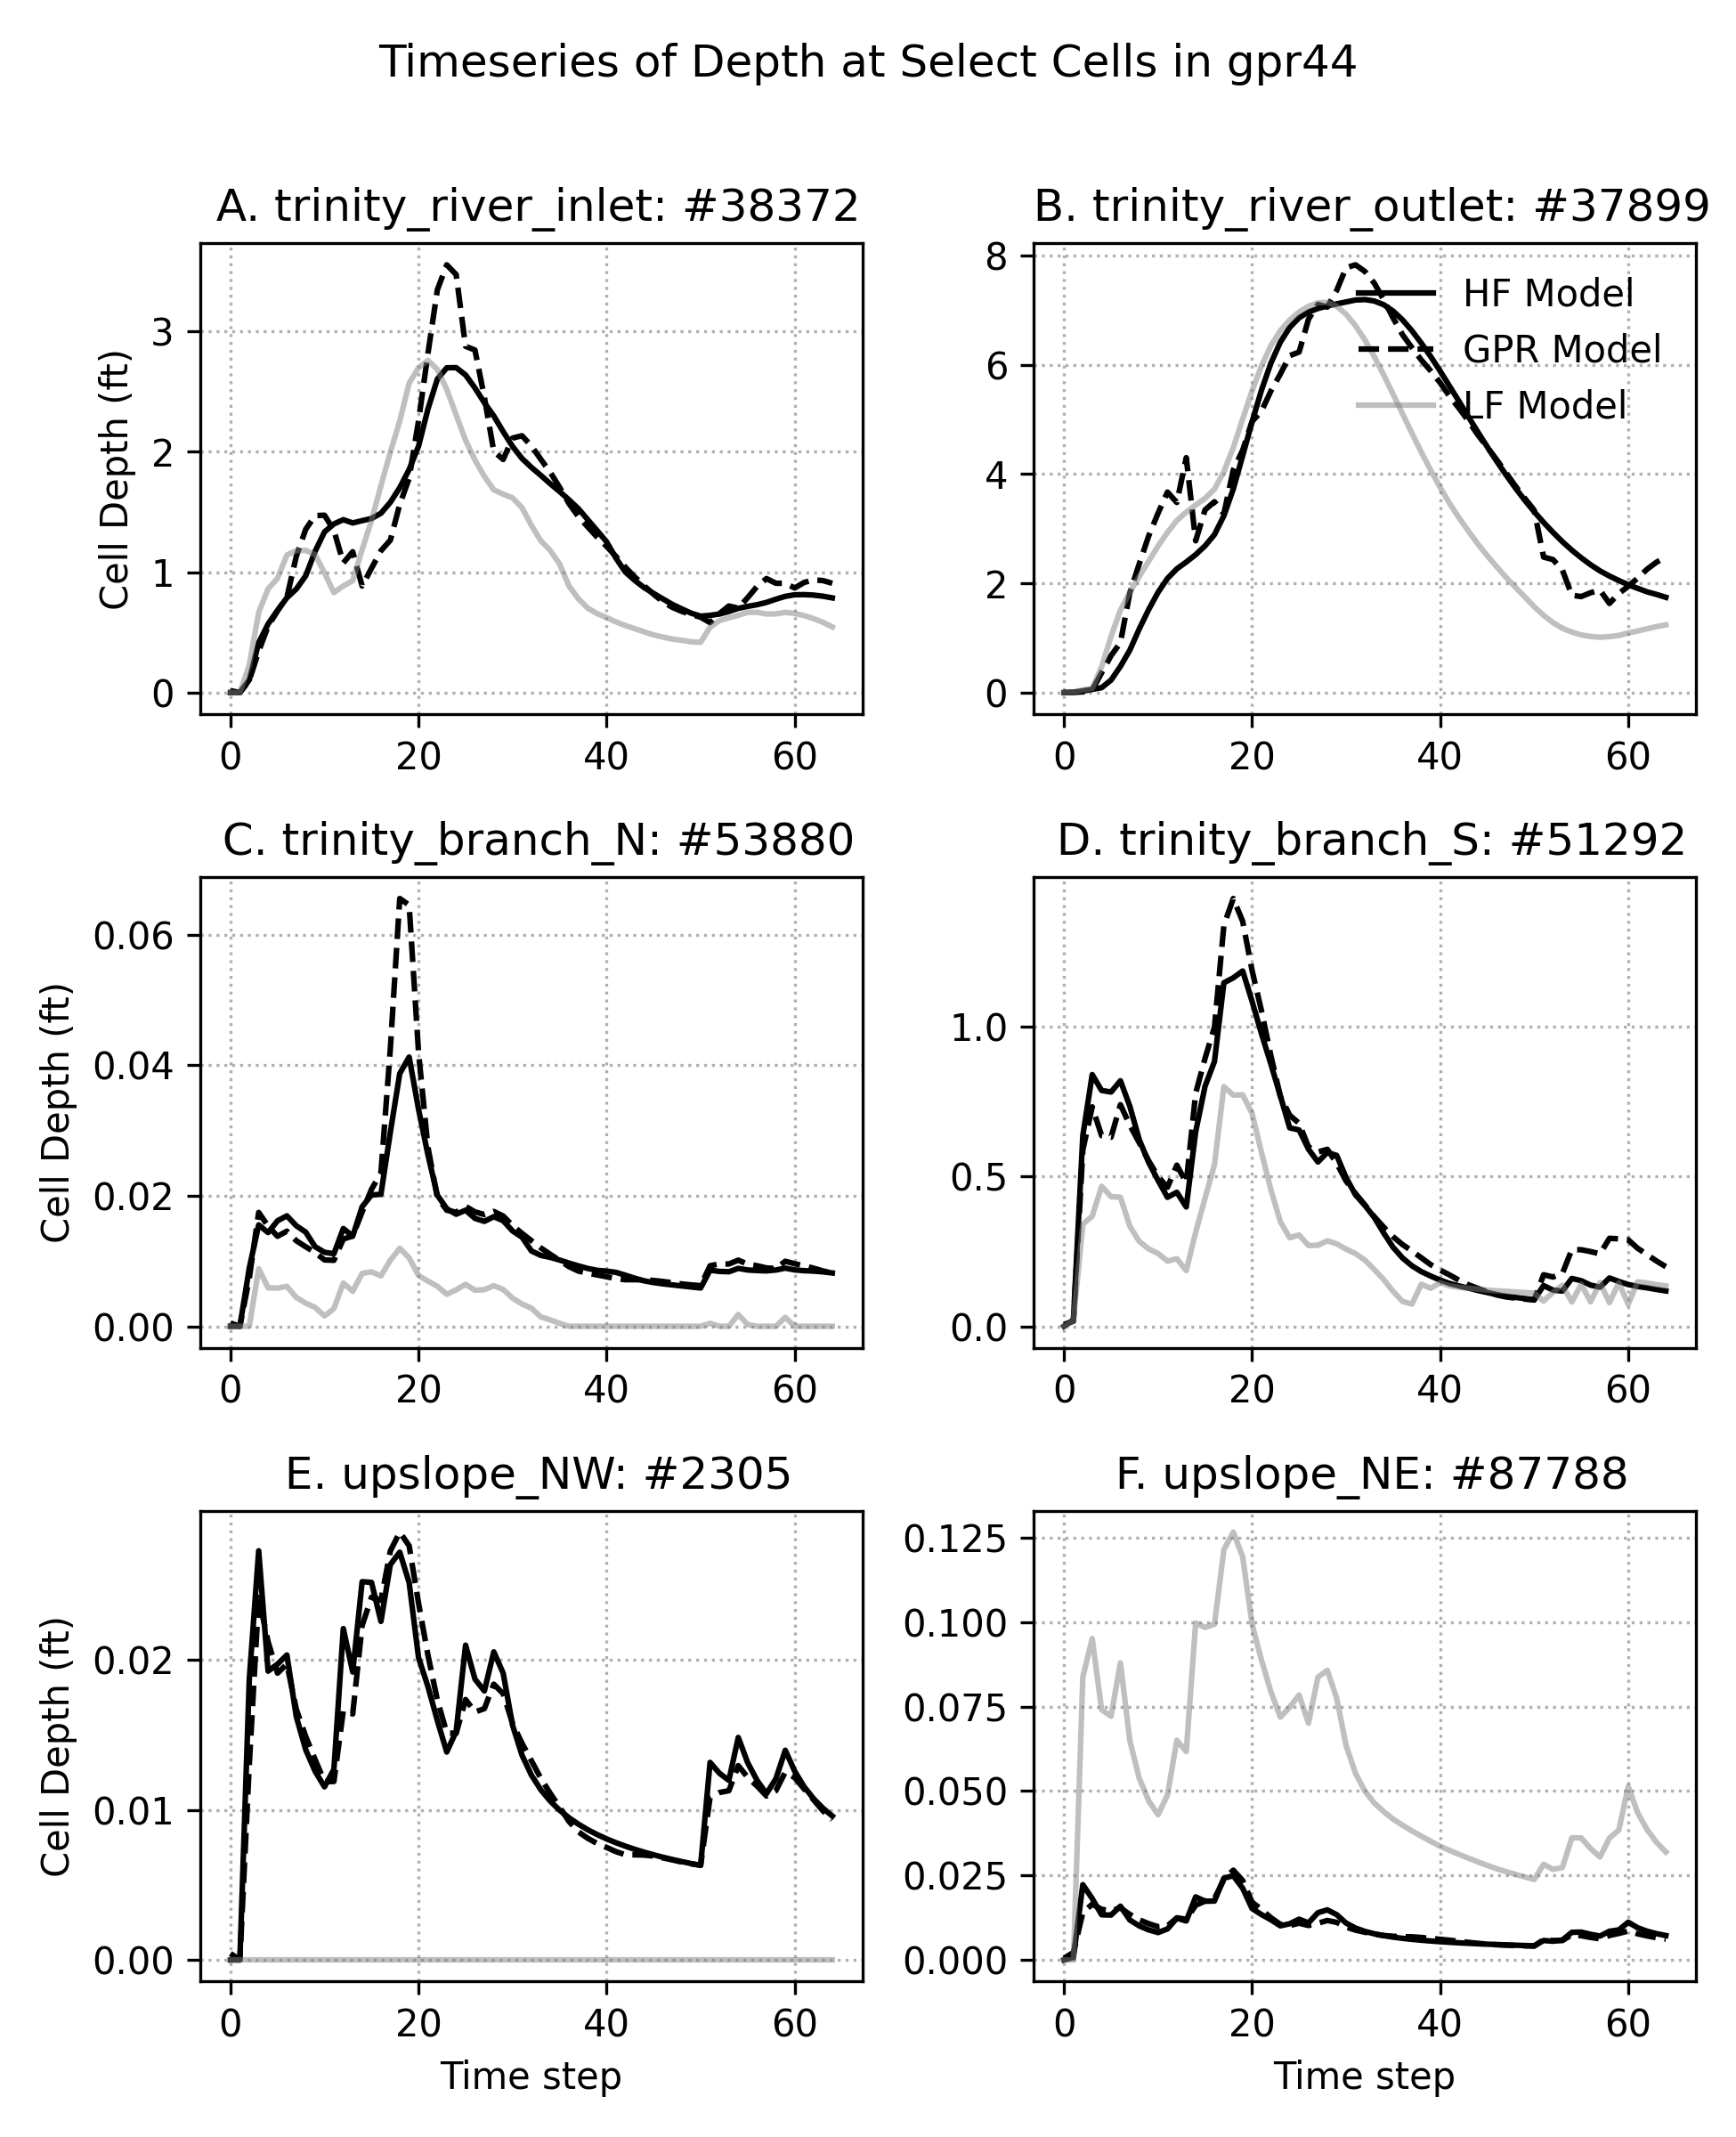 Timeseries of Depth at Select Cells in gpr44
A. trinity_river_inlet: #38372
Cell Depth (ft)
3
2
1
0
0 20 40 60
B. trinity_river_outlet: #37899
8
6
4
2
0
0 20 40 60
HF Model
GPR Model
LF Model
C. trinity_branch_N: #53880
Cell Depth (ft)
0.06
0.04
0.02
0.00
0 20 40 60
D. trinity_branch_S: #51292
1.0
0.5
0.0
0 20 40 60
E. upslope_NW: #2305
Cell Depth (ft)
0.02
0.01
0.00
0 20 40 60
Time step
F. upslope_NE: #87788
0.125
0.100
0.075
0.050
0.025
0.000
0 20 40 60
Time step